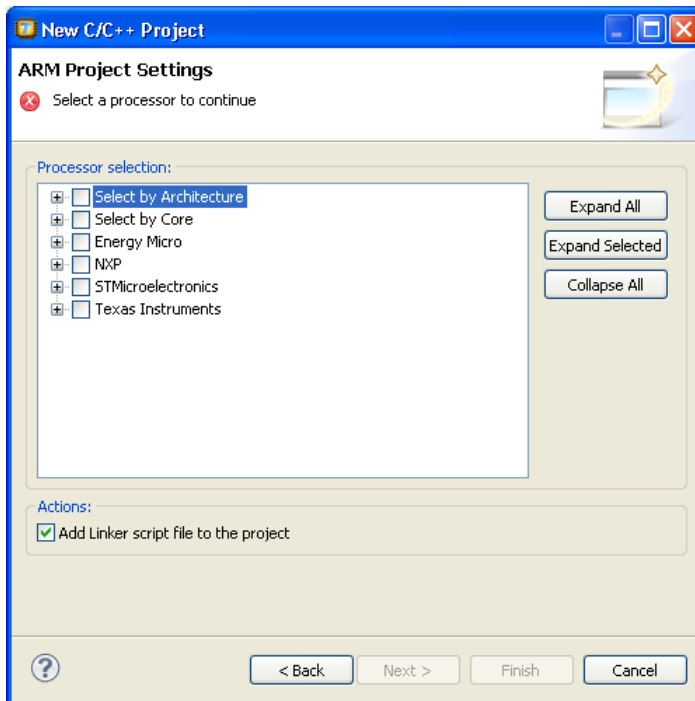 New C/C++ Project
ARM Project Settings
Select a processor to continue
Processor selection:
Select by Architecture
Select by Core
Energy Micro
NXP
STMicroelectronics
Texas Instruments
Expand All
Expand Selected
Collapse All
Actions:
Add Linker script file to the project
< Back
Next >
Finish
Cancel